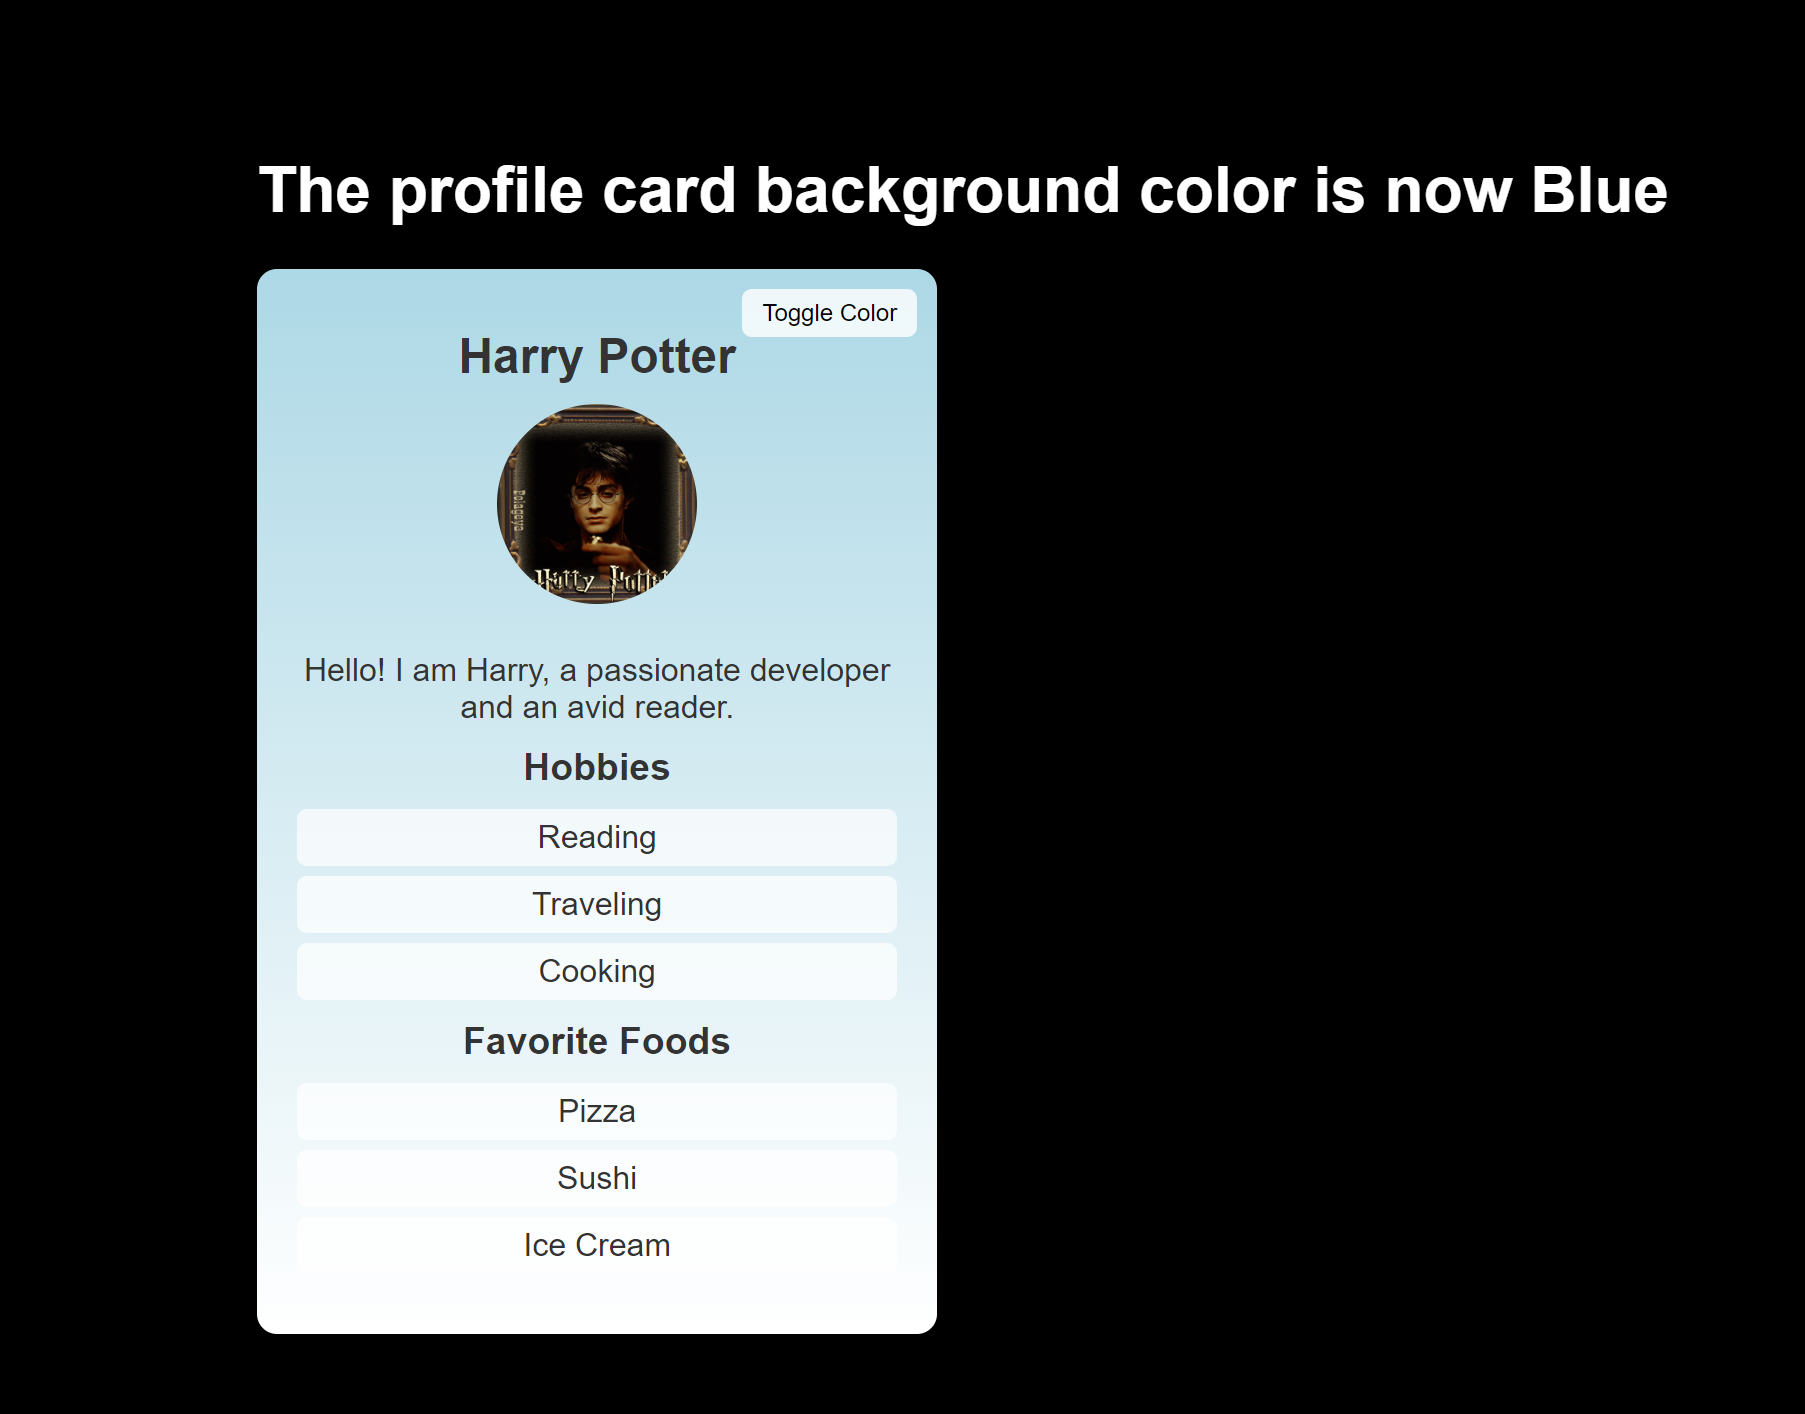 The profile card background color is now Blue
Toggle Color
Harry Potter
Pelageya
Harry Potter
Hello! I am Harry, a passionate developer
and an avid reader.
Hobbies
Reading
Traveling
Cooking
Favorite Foods
Pizza
Sushi
Ice Cream